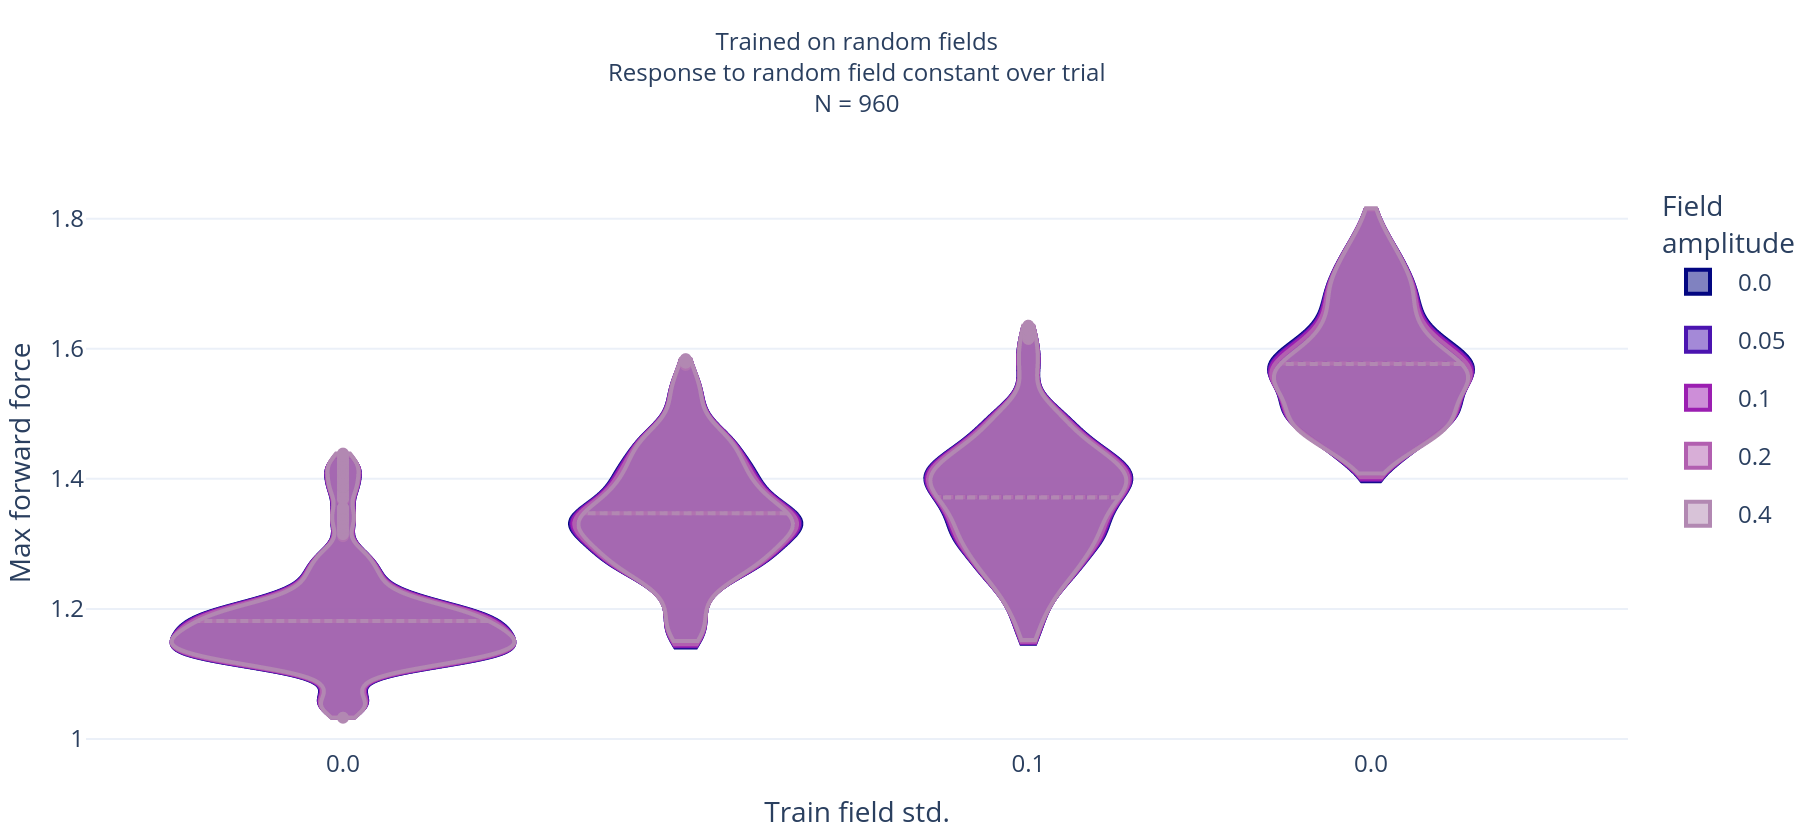 Trained on random fields
Response to random field constant over trial
N = 960
Max forward force
1.8
1.6
1.4
1.2
1
0.0
0.1
0.0
Train field std.
Field
amplitude
0.0
0.05
0.1
0.2
0.4